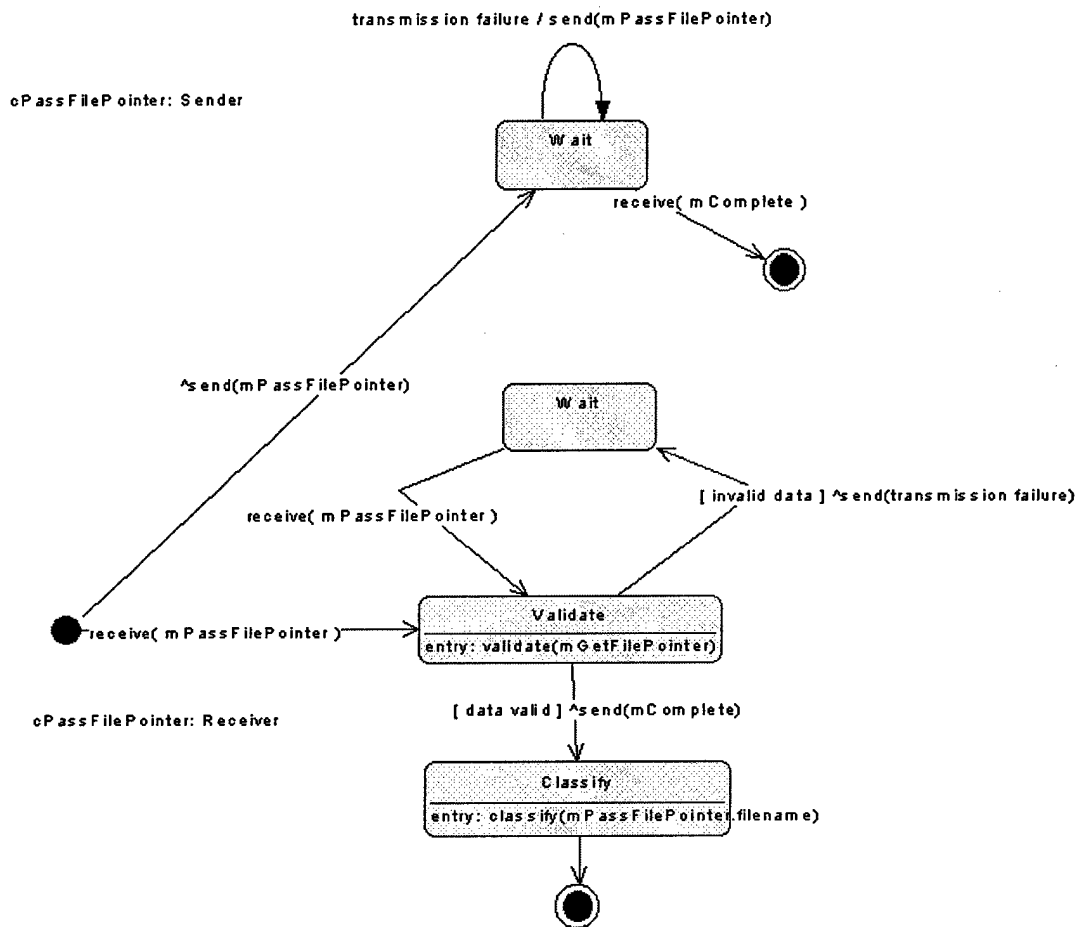 transmission failure / send(mPassFilePointer)
cPassFilePointer: Sender
Wait
receive( mComplete )
^send(mPassFilePointer)
Wait
[ invalid data ] ^send(transmission failure)
receive( mPassFilePointer )
Validate
receive( mPassFilePointer )
entry: validate(mGetFilePointer)
cPassFilePointer: Receiver
[ data valid ] ^send(mComplete)
Classify
entry: classify(mPassFilePointer.filename)